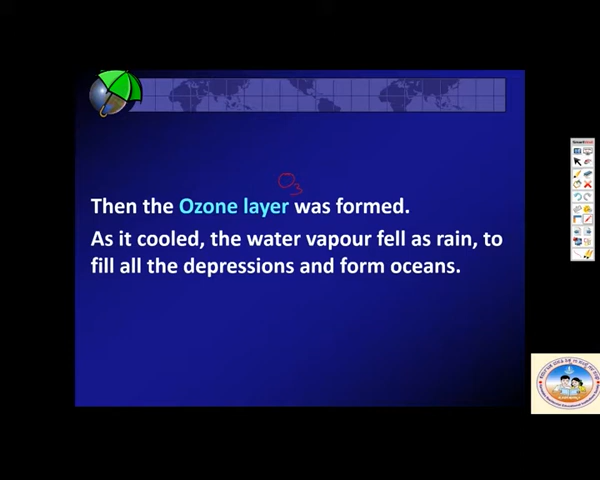 O3
Then the Ozone layer was formed.
As it cooled, the water vapour fell as rain, to
fill all the depressions and form oceans.